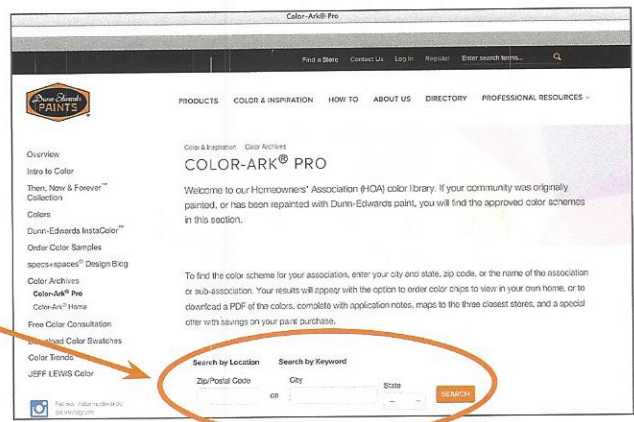 Color-Ark® Pro
Find a Store Contact Us Log In Register Enter search terms...
Dunn-Edwards
PAINTS
PRODUCTS COLOR & INSPIRATION HOW TO ABOUT US DIRECTORY PROFESSIONAL RESOURCES
Overview
Intro to Color
Then, Now & Forever™
Collection
Colors
Dunn-Edwards InstaColor™
Order Color Samples
specs+spaces® Design Blog
Color Archives
Color-Ark® Pro
Color-Ark® Home
Free Color Consultation
Download Color Swatches
Color Trends
JEFF LEWIS Color
Follow @dunnedwards
on Instagram
Color & Inspiration Color Archives
COLOR-ARK® PRO
Welcome to our Homeowners' Association (HOA) color library. If your community was originally
painted, or has been repainted with Dunn-Edwards paint, you will find the approved color schemes
in this section.
To find the color scheme for your association, enter your city and state, zip code, or the name of the association
or sub-association. Your results will appear with the option to order color chips to view in your own home, or to
download a PDF of the colors, complete with application notes, maps to the three closest stores, and a special
offer with savings on your paint purchase.
Search by Location Search by Keyword
Zip/Postal Code City State
OR – – SEARCH